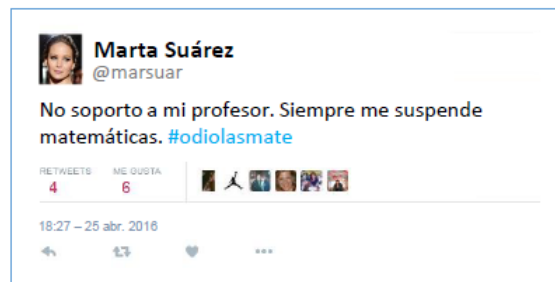 Marta Suárez
@marsuar
No soporto a mi profesor. Siempre me suspende
matemáticas. #odiolasmate
RETWEETS ME GUSTA
4 6
18:27 – 25 abr. 2016